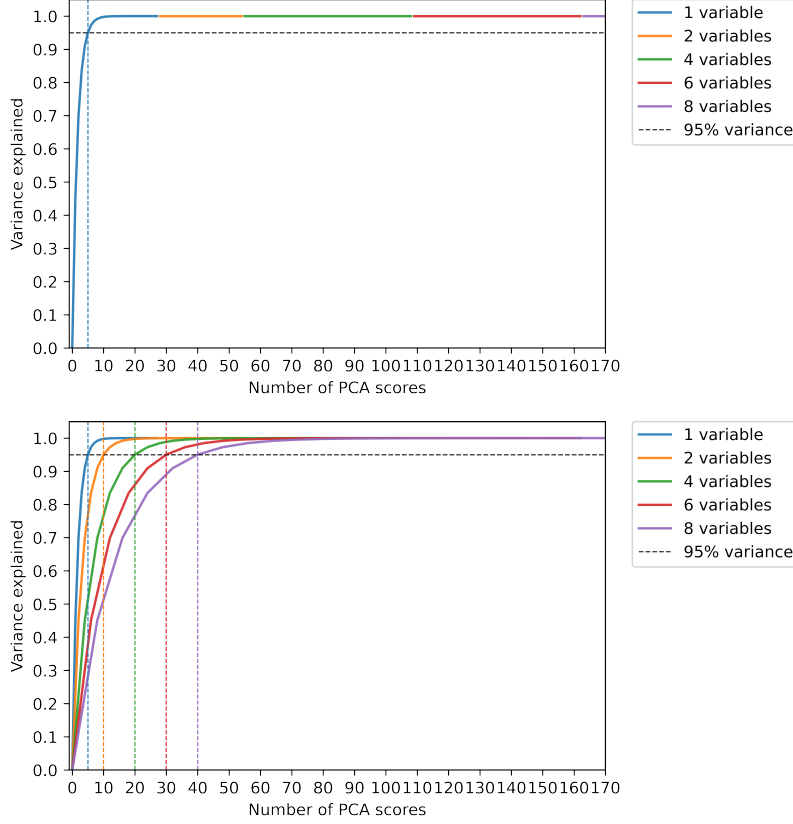 1.0
0.9
0.8
0.7
0.6
0.5
0.4
0.3
0.2
0.1
0.0
Variance explained
0 10 20 30 40 50 60 70 80 90 100 110 120 130 140 150 160 170
Number of PCA scores
1 variable
2 variables
4 variables
6 variables
8 variables
95% variance
1.0
0.9
0.8
0.7
0.6
0.5
0.4
0.3
0.2
0.1
0.0
Variance explained
0 10 20 30 40 50 60 70 80 90 100 110 120 130 140 150 160 170
Number of PCA scores
1 variable
2 variables
4 variables
6 variables
8 variables
95% variance